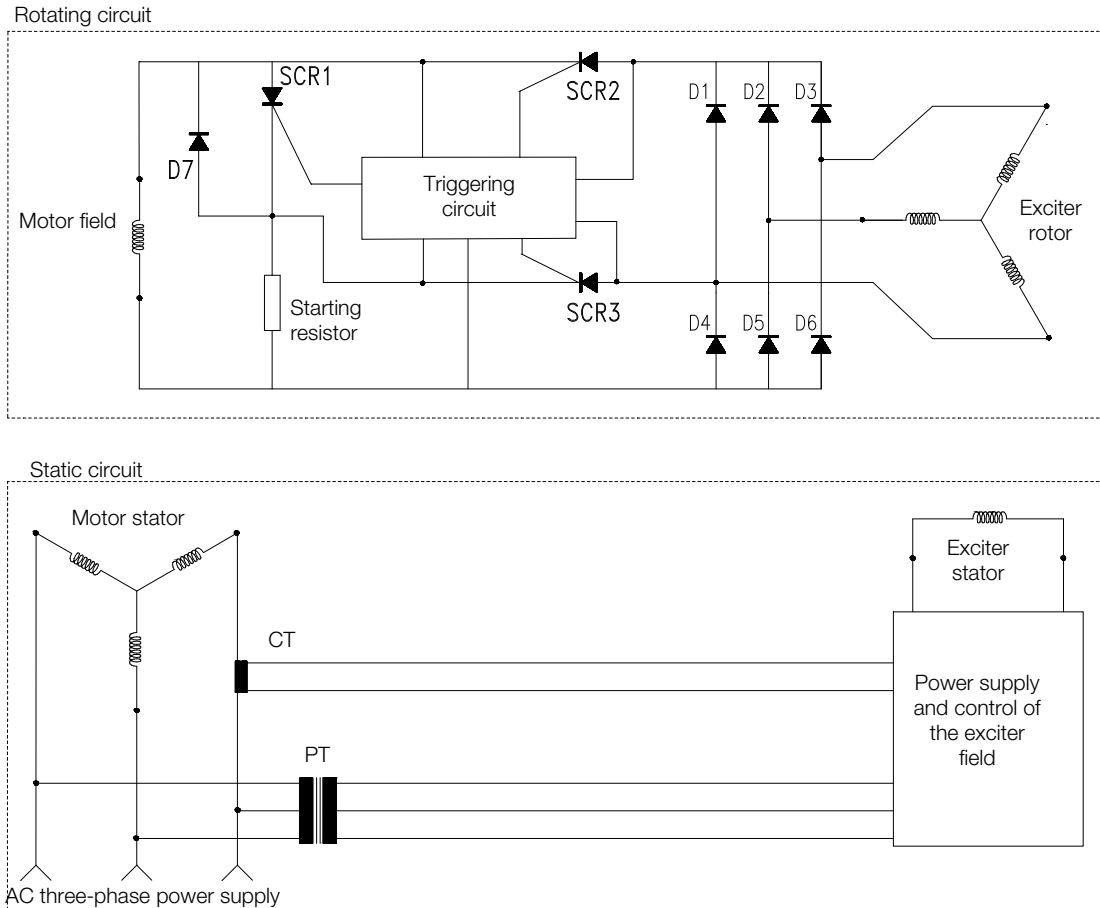 Rotating circuit
SCR1
SCR2
D1
D2
D3
D7
Triggering
circuit
Motor field
Exciter
rotor
Starting
resistor
SCR3
D4
D5
D6
Static circuit
Motor stator
Exciter
stator
CT
Power supply
and control of
the exciter
field
PT
AC three-phase power supply